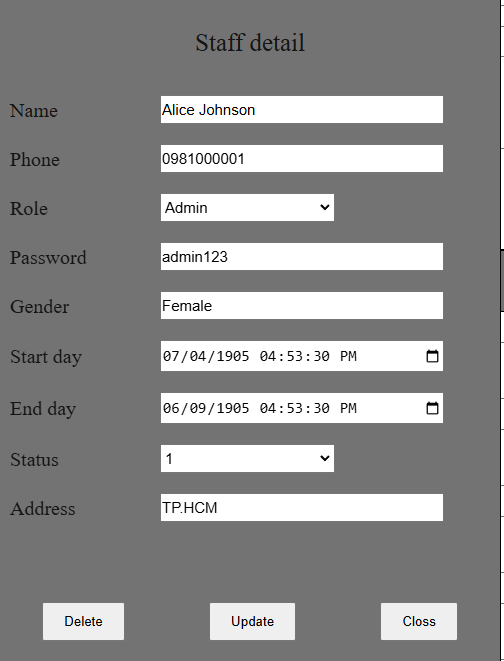 Staff detail
Name Alice Johnson
Phone 0981000001
Role Admin
Password admin123
Gender Female
Start day 07/04/1905 04:53:30 PM
End day 06/09/1905 04:53:30 PM
Status 1
Address TP.HCM
Delete Update Closs